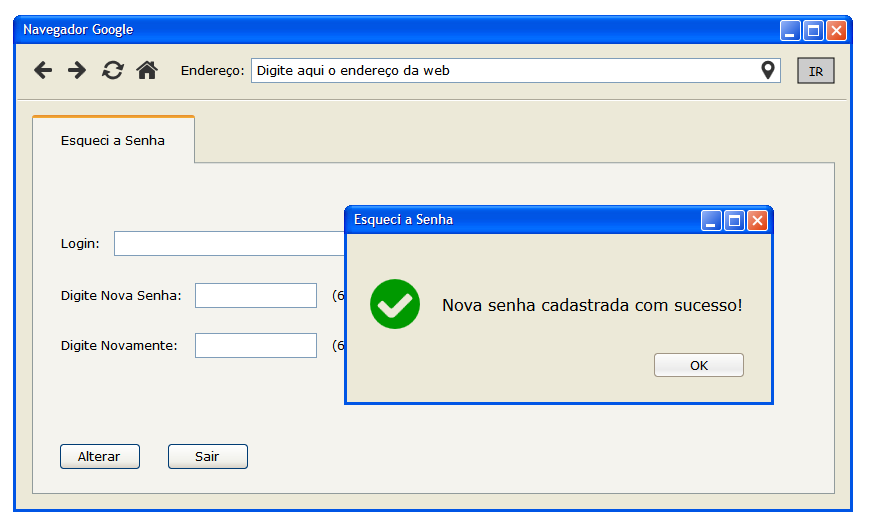 Navegador Google
Endereço: Digite aqui o endereço da web IR
Esqueci a Senha
Esqueci a Senha
Login:
Digite Nova Senha: (6
Nova senha cadastrada com sucesso!
Digite Novamente: (6
OK
Alterar Sair